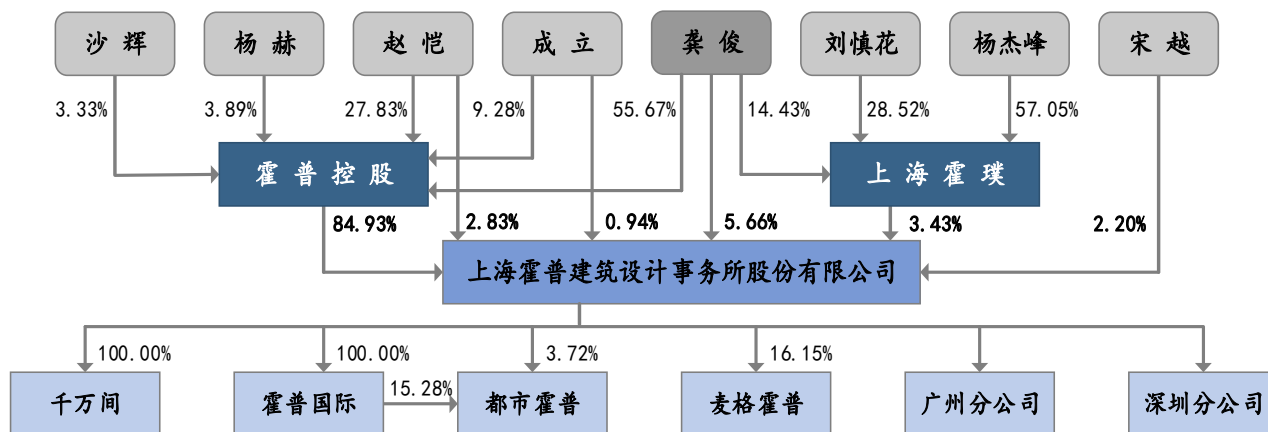 沙 辉
杨 赫
赵 恺
成 立
龚 俊
刘慎花
杨杰峰
宋 越
3.33%
3.89%
27.83%
9.28%
55.67%
14.43%
28.52%
57.05%
霍 普 控 股
上 海 霍 璞
84.93%
2.83%
0.94%
5.66%
3.43%
2.20%
上海霍普建筑设计事务所股份有限公司
100.00%
100.00%
3.72%
16.15%
千万间
霍普国际
15.28%
都市霍普
麦格霍普
广州分公司
深圳分公司